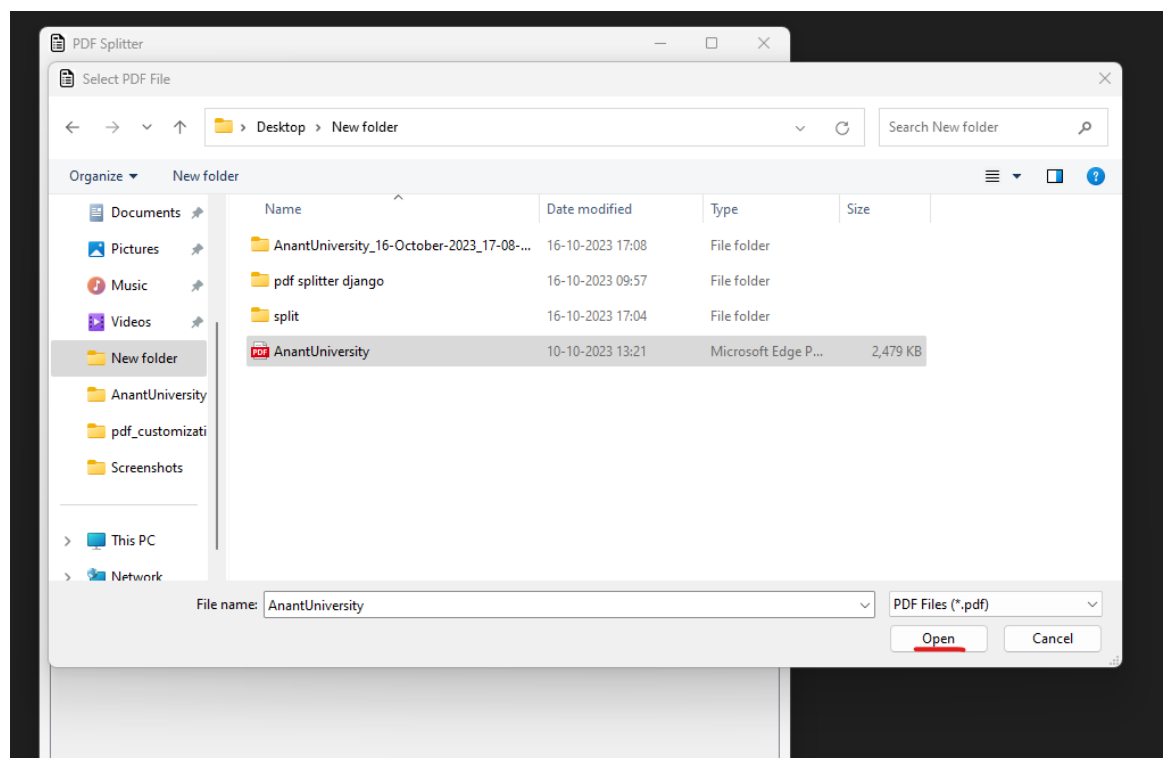 PDF Splitter
Select PDF File
Desktop > New folder
Search New folder
Organize
New folder
Documents
Pictures
Music
Videos
New folder
AnantUniversity
pdf_customizati
Screenshots
This PC
Network
Name Date modified Type Size
AnantUniversity_16-October-2023_17-08-... 16-10-2023 17:08 File folder
pdf splitter django 16-10-2023 09:57 File folder
split 16-10-2023 17:04 File folder
PDF AnantUniversity 10-10-2023 13:21 Microsoft Edge P... 2,479 KB
File name: AnantUniversity
PDF Files (*.pdf)
Open
Cancel